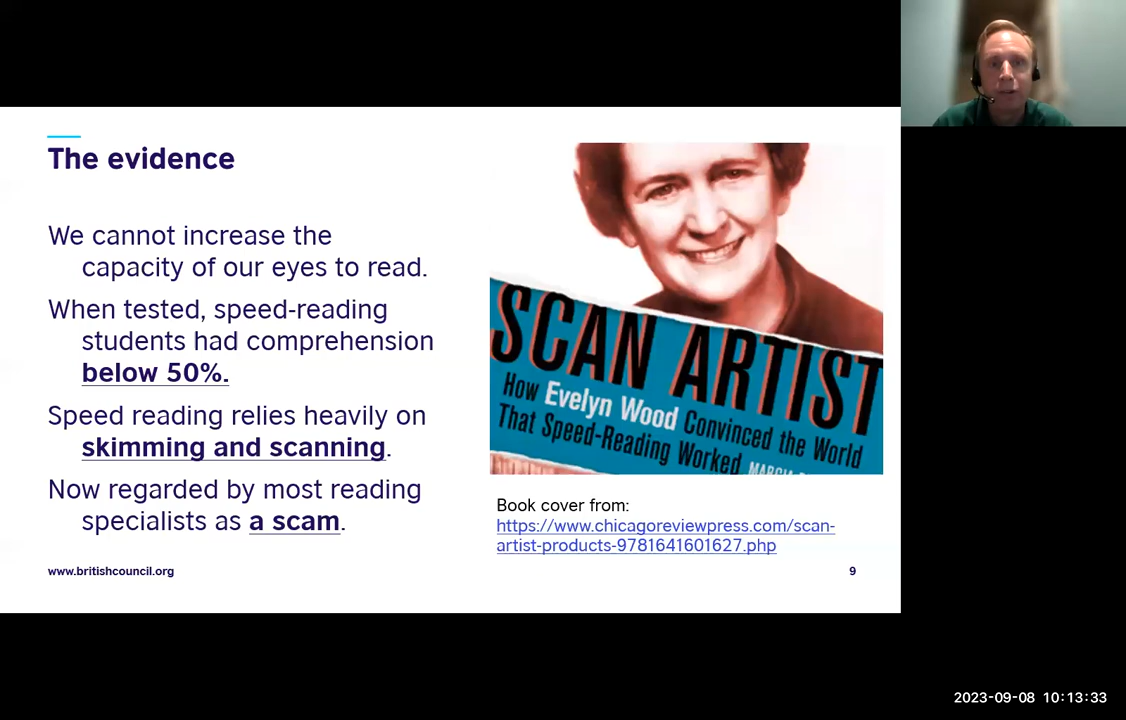 The evidence
We cannot increase the
capacity of our eyes to read.
When tested, speed-reading
students had comprehension
below 50%.
Speed reading relies heavily on
skimming and scanning.
Now regarded by most reading
specialists as a scam.
SCAN ARTIST
How Evelyn Wood Convinced the World
That Speed-Reading Worked
Book cover from:
https://www.chicagoreviewpress.com/scan-
artist-products-9781641601627.php
www.britishcouncil.org
9
2023-09-08 10:13:33